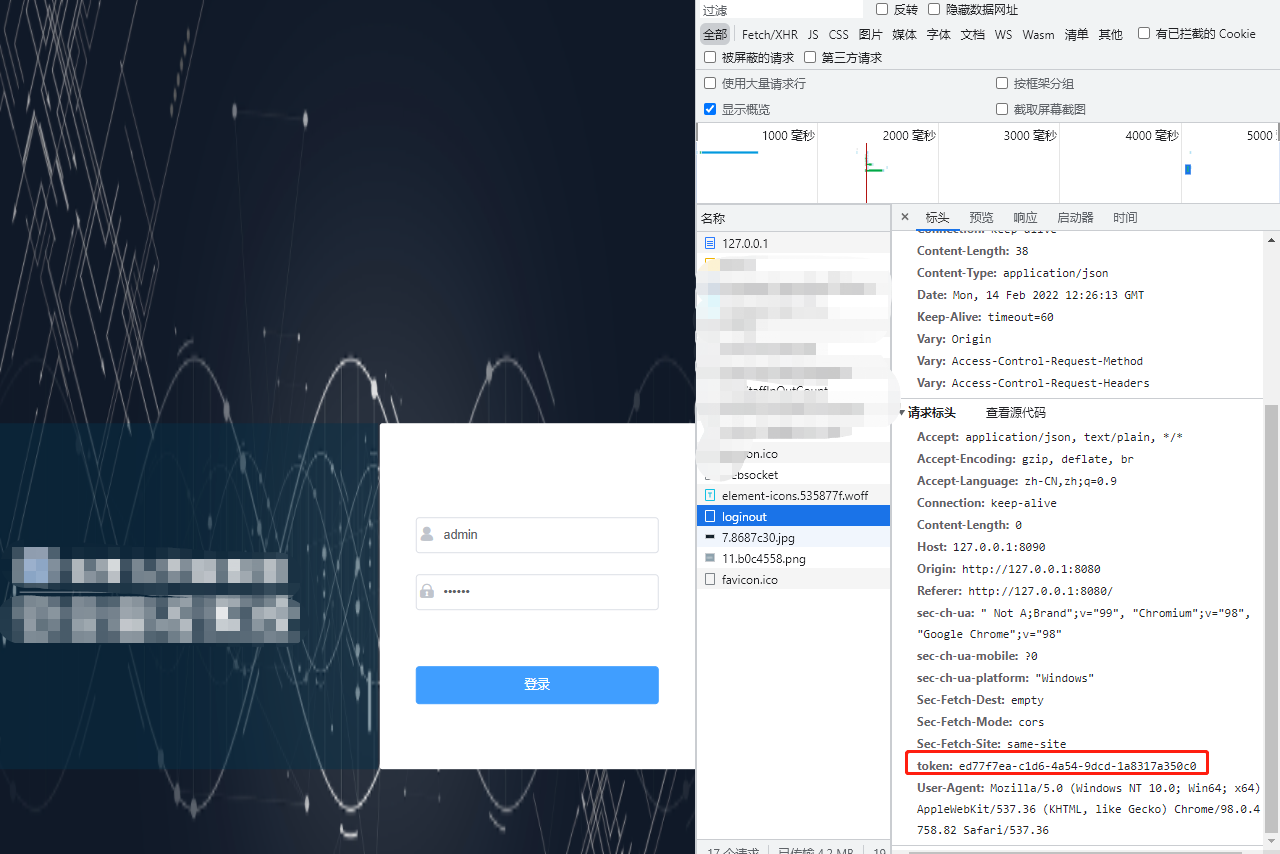 过滤
反转
隐藏数据网址
全部
Fetch/XHR
JS
CSS
图片
媒体
字体
文档
WS
Wasm
清单
其他
有已拦截的 Cookie
被屏蔽的请求
第三方请求
使用大量请求行
按框架分组
显示概览
截取屏幕截图
1000 毫秒
2000 毫秒
3000 毫秒
4000 毫秒
5000
名称
127.0.0.1
element-icons.535877f.woff
loginout
7.8687c30.jpg
11.b0c4558.png
favicon.ico
×
标头
预览
响应
启动器
时间
Connection: keep-alive
Content-Length: 38
Content-Type: application/json
Date: Mon, 14 Feb 2022 12:26:13 GMT
Keep-Alive: timeout=60
Vary: Origin
Vary: Access-Control-Request-Method
Vary: Access-Control-Request-Headers
请求标头
查看源代码
Accept: application/json, text/plain, */*
Accept-Encoding: gzip, deflate, br
Accept-Language: zh-CN,zh;q=0.9
Connection: keep-alive
Content-Length: 0
Host: 127.0.0.1:8090
Origin: http://127.0.0.1:8080
Referer: http://127.0.0.1:8080/
sec-ch-ua: " Not A;Brand";v="99", "Chromium";v="98",
"Google Chrome";v="98"
sec-ch-ua-mobile: ?0
sec-ch-ua-platform: "Windows"
Sec-Fetch-Dest: empty
Sec-Fetch-Mode: cors
Sec-Fetch-Site: same-site
token: ed77f7ea-c1d6-4a54-9dcd-1a8317a350c0
User-Agent: Mozilla/5.0 (Windows NT 10.0; Win64; x64)
AppleWebKit/537.36 (KHTML, like Gecko) Chrome/98.0.4
758.82 Safari/537.36
admin
••••••
登录
17 个请求
已传输 4.2 MB
19